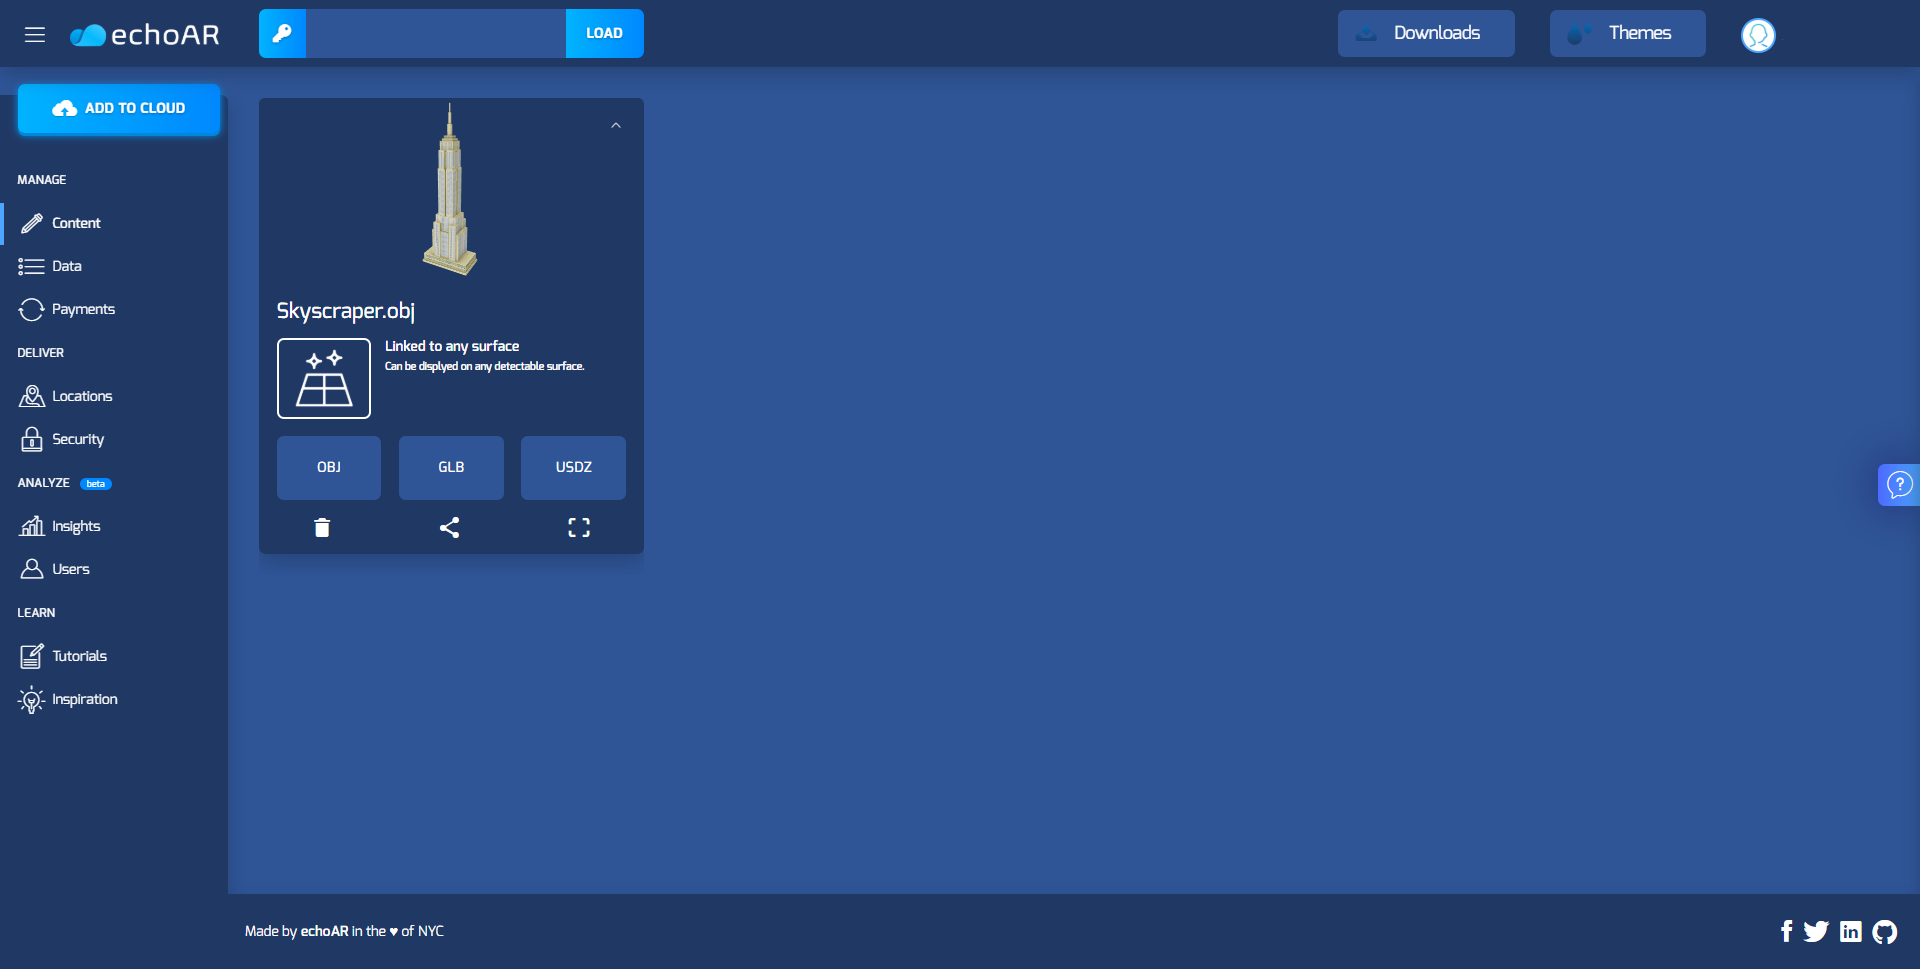 echoAR
LOAD
Downloads
Themes
ADD TO CLOUD
MANAGE
Content
Data
Payments
DELIVER
Locations
Security
ANALYZE beta
Insights
Users
LEARN
Tutorials
Inspiration
Skyscraper.obj
Linked to any surface
Can be displyed on any detectable surface.
OBJ GLB USDZ
?
Made by echoAR in the ♥ of NYC